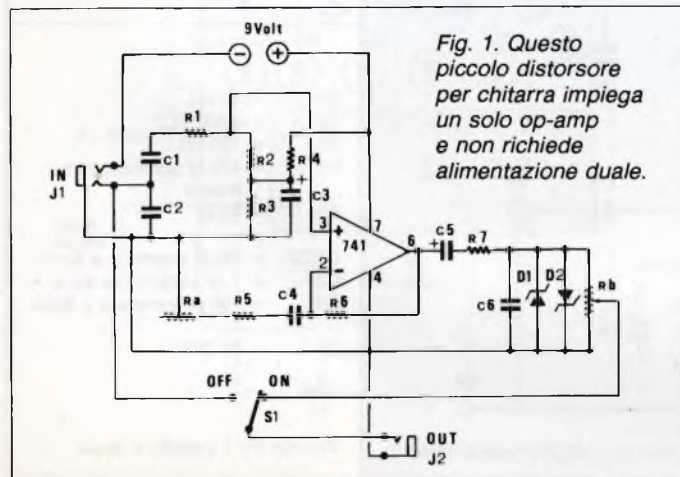 9Volt
Fig. 1. Questo
piccolo distorsore
per chitarra impiega
un solo op-amp
e non richiede
alimentazione duale.
R1
C1
R2
R4
+
IN
J1
C2
R3
C3
3
+
7
741
6
+
C5
R7
2
-
4
D1
D2
Rb
C6
Ra
R5
C4
R6
OFF
ON
S1
OUT
J2